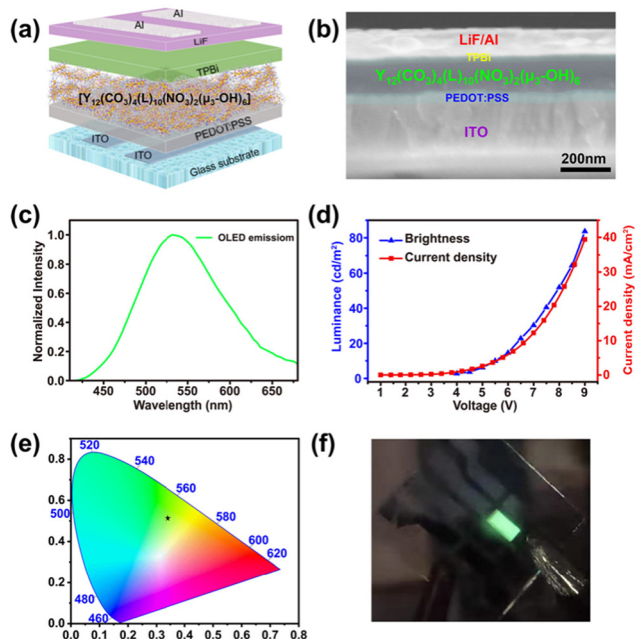 (a)
Al
Al
LiF
TPBi
[Y₁₂(CO₃)₄(L)₁₀(NO₃)₂(μ₃-OH)₆]
PEDOT:PSS
ITO
ITO
Glass substrate
(b)
LiF/Al
TPBi
Y₁₂(CO₃)₄(L)₁₀(NO₃)₂(μ₃-OH)₆
PEDOT:PSS
ITO
200nm
(c)
Normalized Intensity
1.0
0.8
0.6
0.4
0.2
0.0
OLED emissiom
450 500 550 600 650
Wavelength (nm)
(d)
Luminance (cd/m²)
80
60
40
20
0
Brightness
Current density
40
30
20
10
0
Current density (mA/cm²)
1 2 3 4 5 6 7 8 9
Voltage (V)
(e)
0.8
0.6
0.4
0.2
0.0
520
540
560
500
580
600
620
480
460
0.0 0.1 0.2 0.3 0.4 0.5 0.6 0.7 0.8
(f)